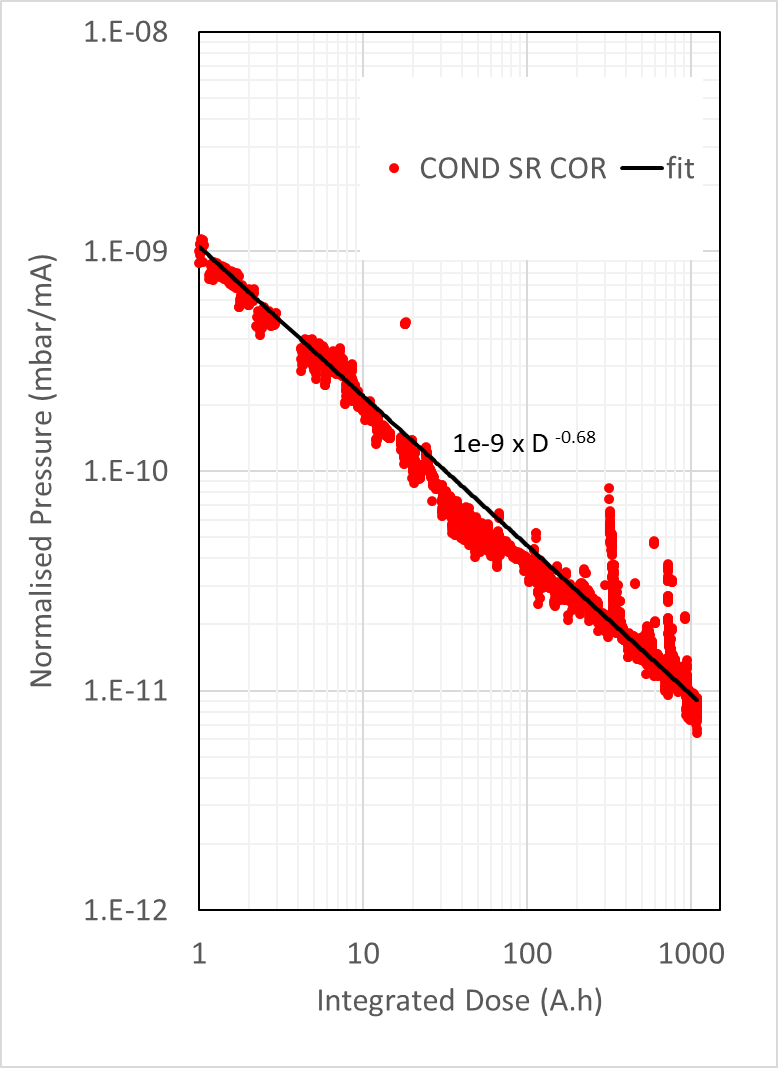 1.E-08
COND SR COR fit
1.E-09
1e-9 x D -0.68
1.E-10
1.E-11
1.E-12
1 10 100 1000
Integrated Dose (A.h)
Normalised Pressure (mbar/mA)